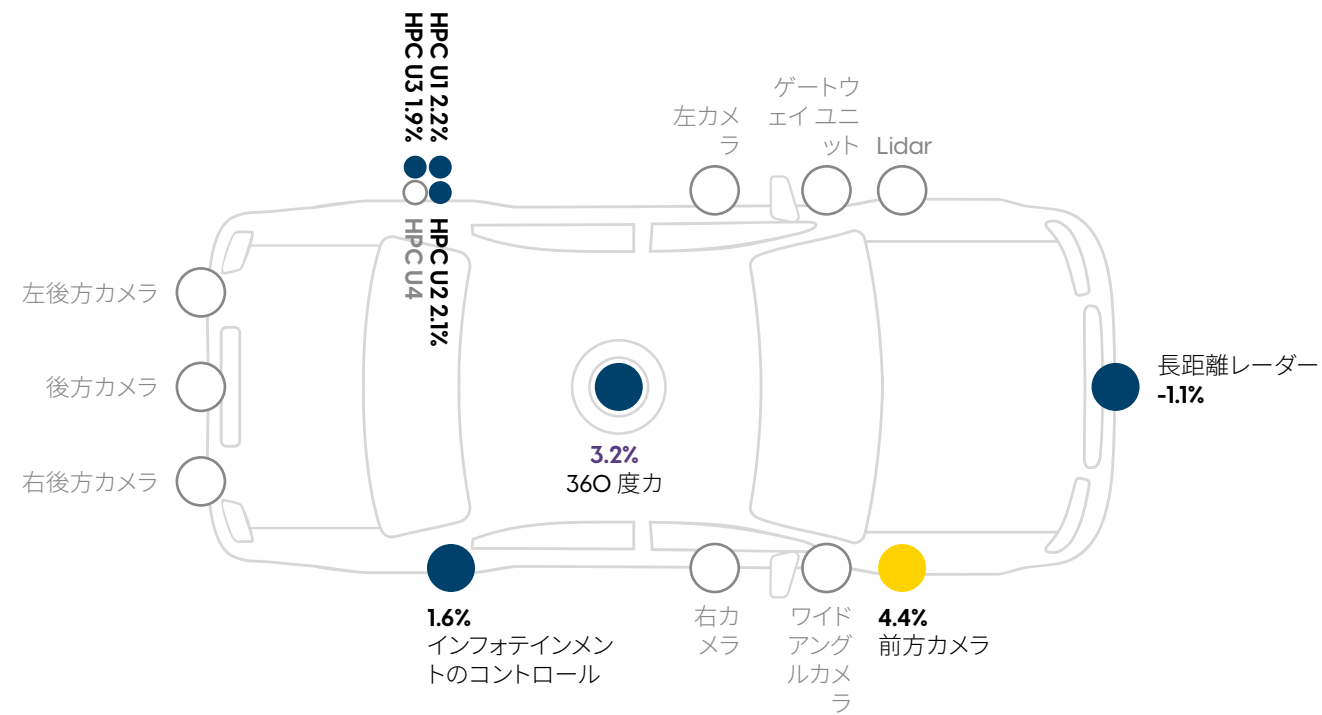 HPC U1 2.2%
HPC U3 1.9%
HPC U2 2.1%
HPC U4
左カメ
ラ
ゲートウ
ェイ ユニ
ット
Lidar
左後方カメラ
後方カメラ
右後方カメラ
長距離レーダー
-1.1%
3.2%
360 度カ
1.6%
インフォテインメン
トのコントロール
右カ
メラ
ワイド
アング
ルカメ
ラ
4.4%
前方カメラ